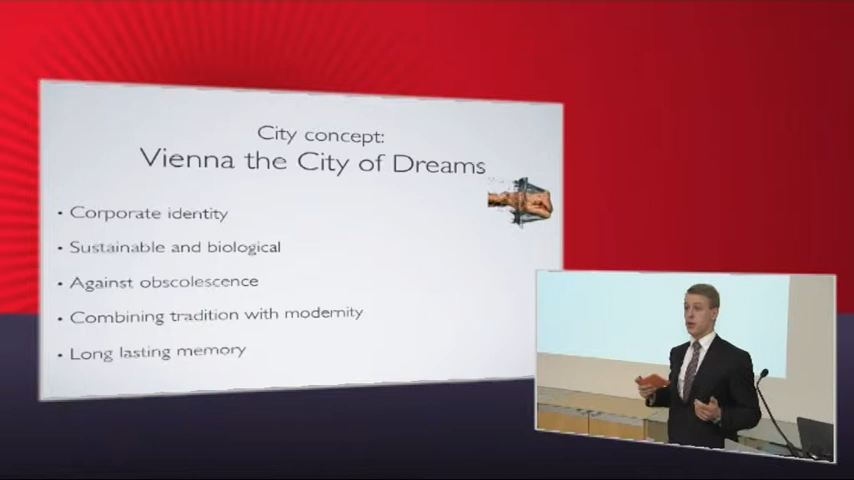 City concept:
Vienna the City of Dreams
• Corporate identity
• Sustainable and biological
• Against obscolescence
• Combining tradition with modernity
• Long lasting memory